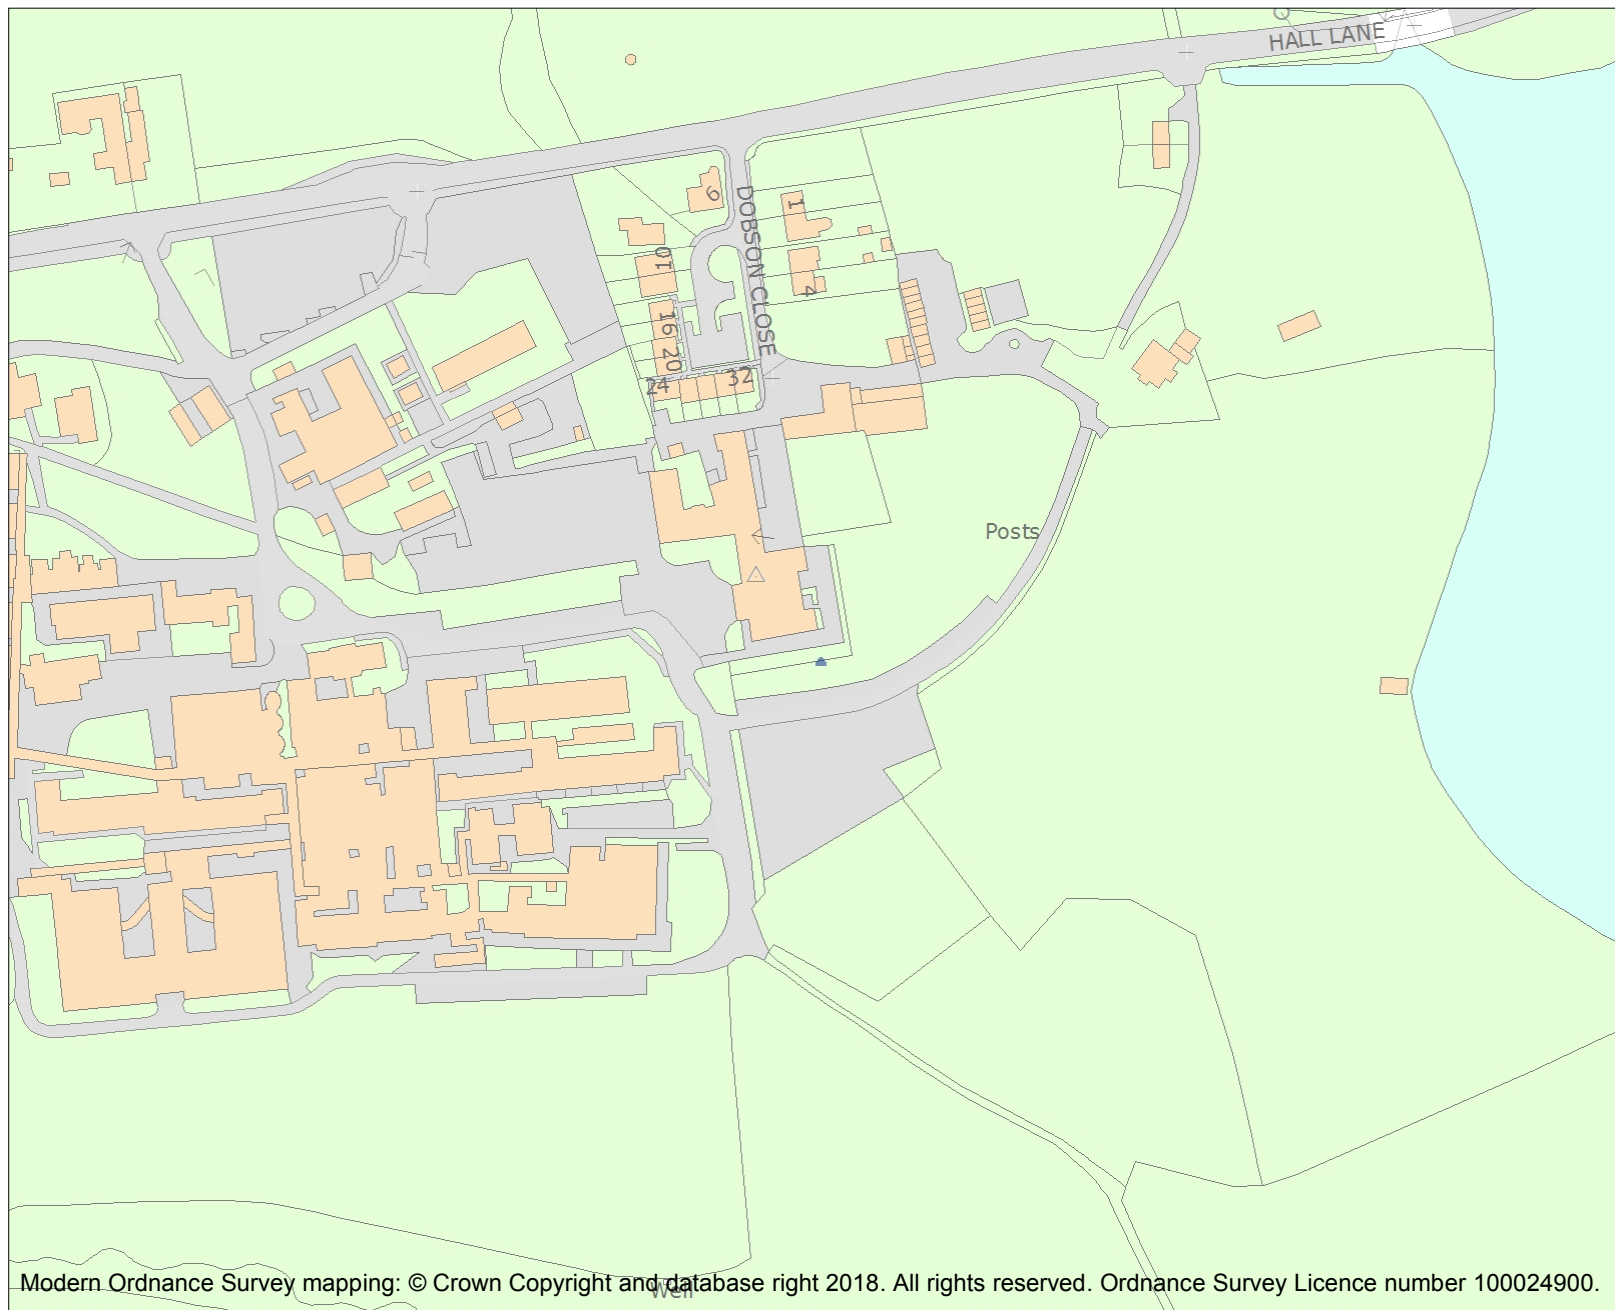 HALL LANE
DOBSON CLOSE
6
1
10
4
16
20
24
32
Posts
Well
Modern Ordnance Survey mapping: © Crown Copyright and database right 2018. All rights reserved. Ordnance Survey Licence number 100024900.